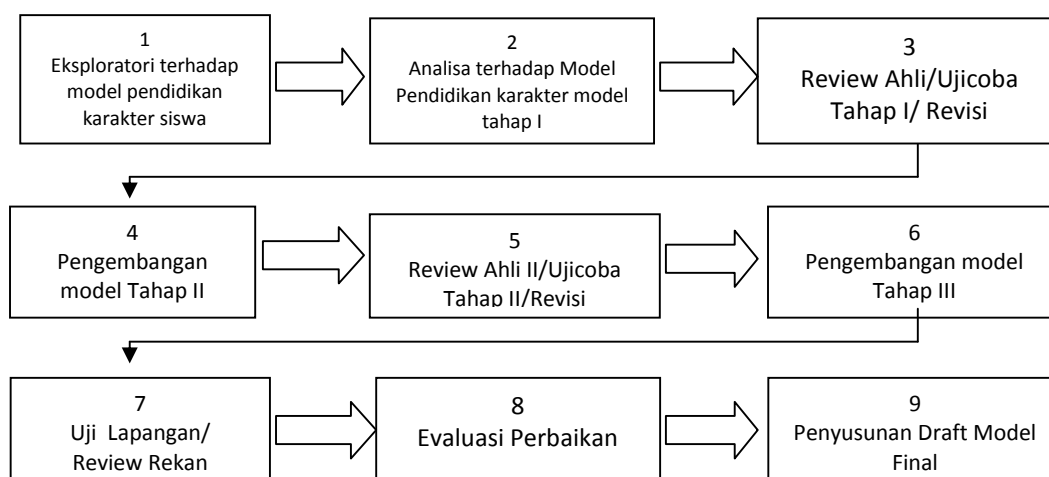 1
Eksploratori terhadap
model pendidikan
karakter siswa
2
Analisa terhadap Model
Pendidikan karakter model
tahap I
3
Review Ahli/Ujicoba
Tahap I/ Revisi
4
Pengembangan
model Tahap II
5
Review Ahli II/Ujicoba
Tahap II/Revisi
6
Pengembangan model
Tahap III
7
Uji Lapangan/
Review Rekan
8
Evaluasi Perbaikan
9
Penyusunan Draft Model
Final